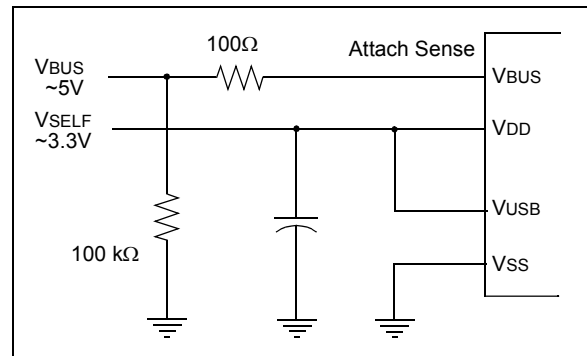 100Ω
Attach Sense
VBUS
~5V
VBUS
VSELF
~3.3V
VDD
100 kΩ
VUSB
VSS